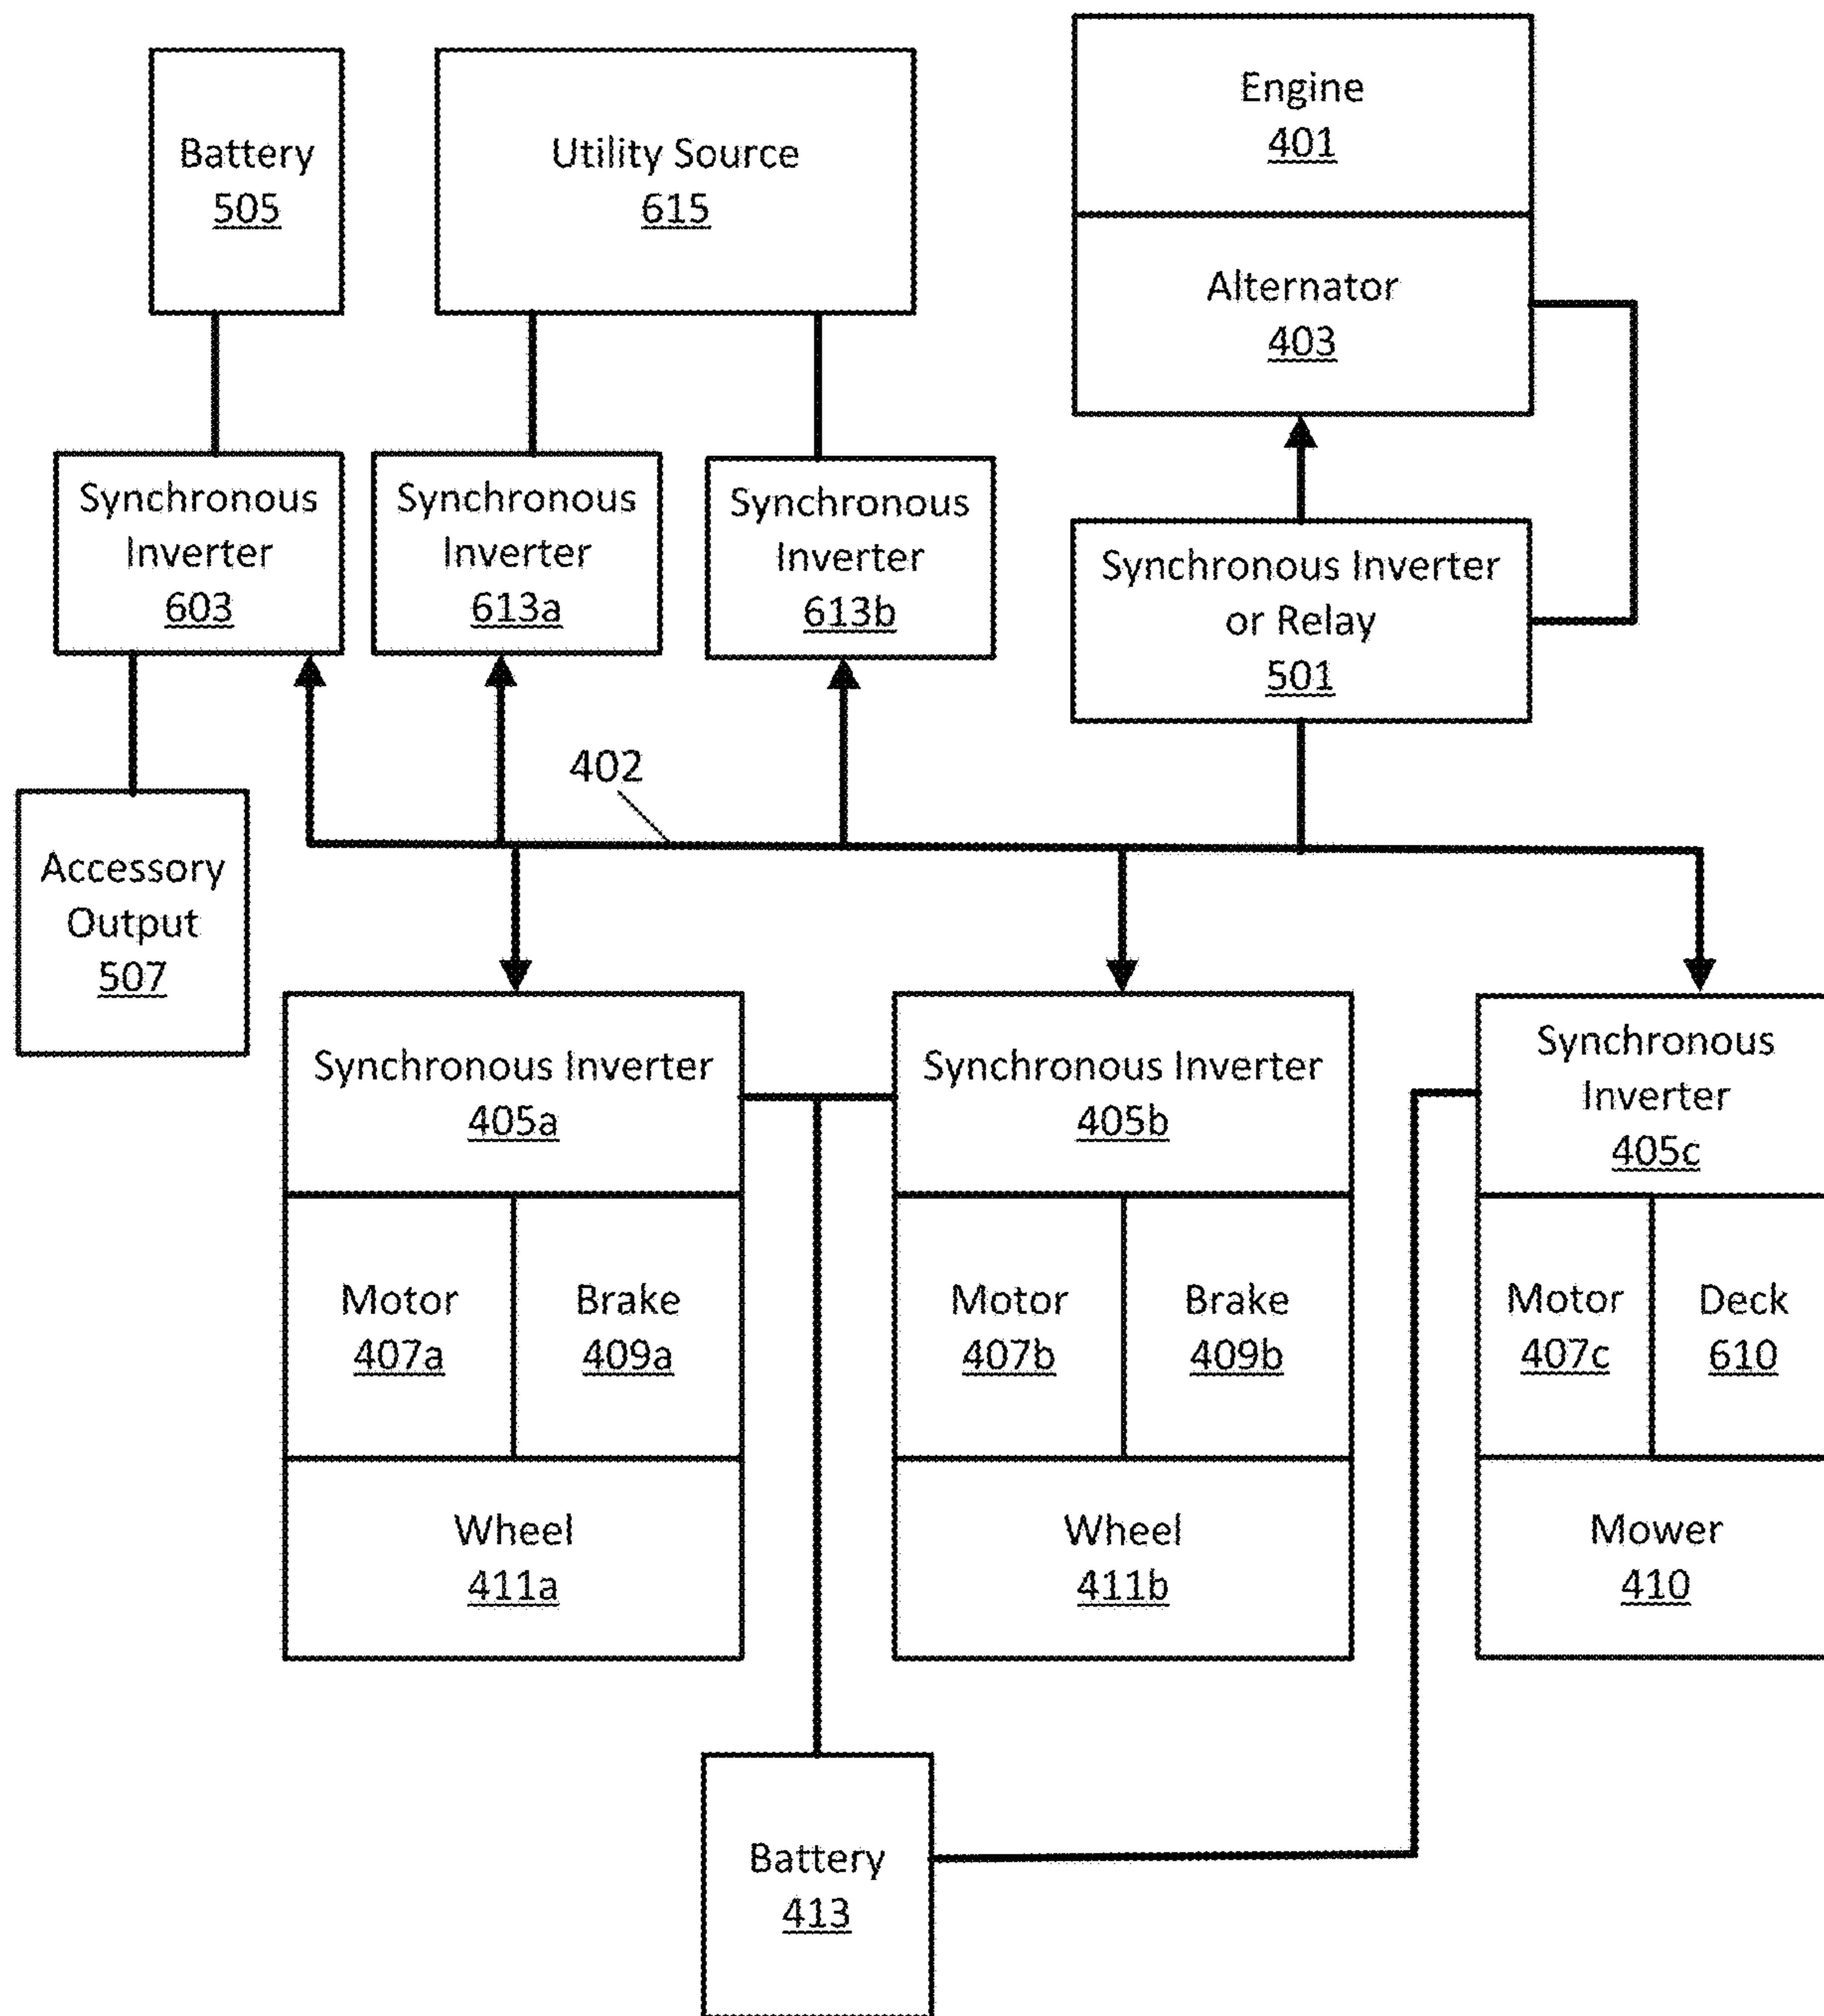 Engine
401
Battery
505
Utility Source
615
Alternator
403
Synchronous
Inverter
603
Synchronous
Inverter
613a
Synchronous
Inverter
613b
Synchronous Inverter
or Relay
501
402
Accessory
Output
507
Synchronous Inverter
405a
Synchronous Inverter
405b
Synchronous
Inverter
405c
Motor
407a
Brake
409a
Motor
407b
Brake
409b
Motor
407c
Deck
610
Wheel
411a
Wheel
411b
Mower
410
Battery
413